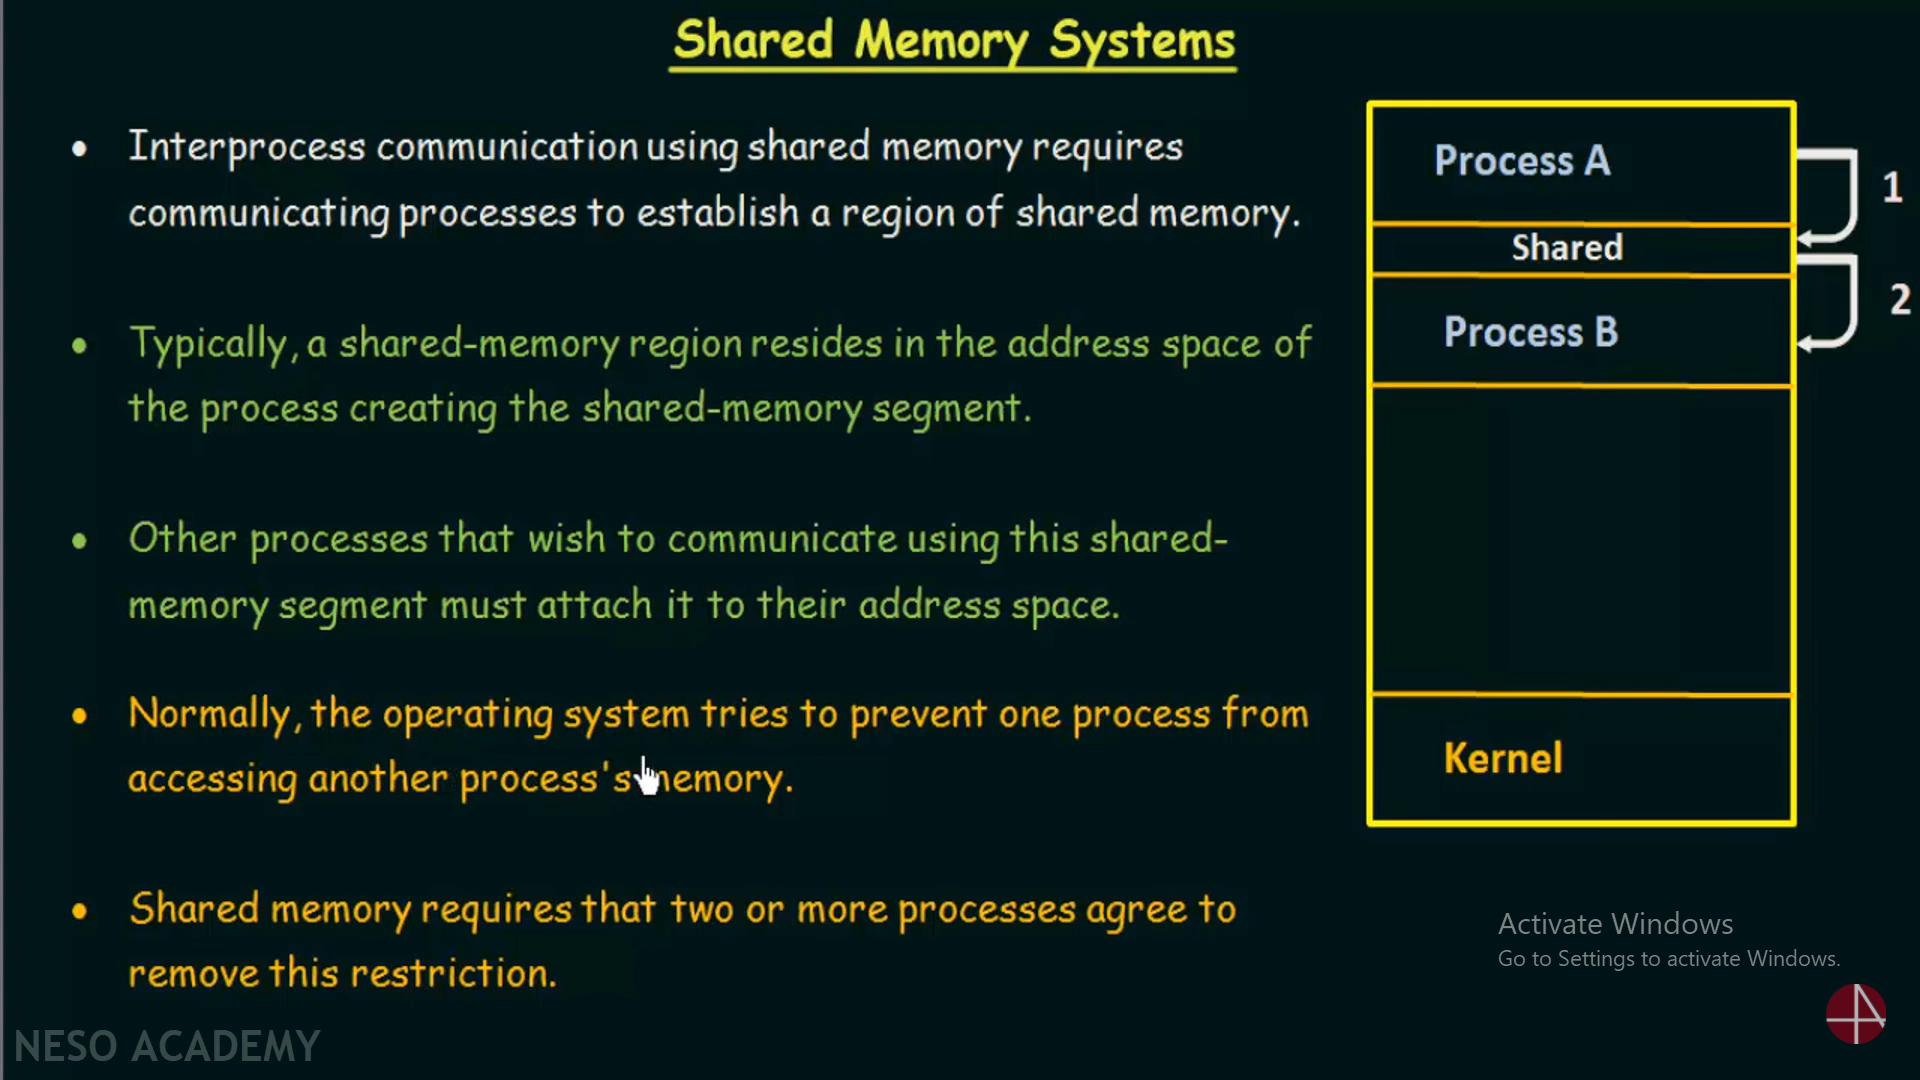 Shared Memory Systems
• Interprocess communication using shared memory requires
communicating processes to establish a region of shared memory.
• Typically, a shared-memory region resides in the address space of
the process creating the shared-memory segment.
• Other processes that wish to communicate using this shared-
memory segment must attach it to their address space.
• Normally, the operating system tries to prevent one process from
accessing another process's memory.
• Shared memory requires that two or more processes agree to
remove this restriction.
Process A
1
Shared
2
Process B
Kernel
Activate Windows
Go to Settings to activate Windows.
NESO ACADEMY